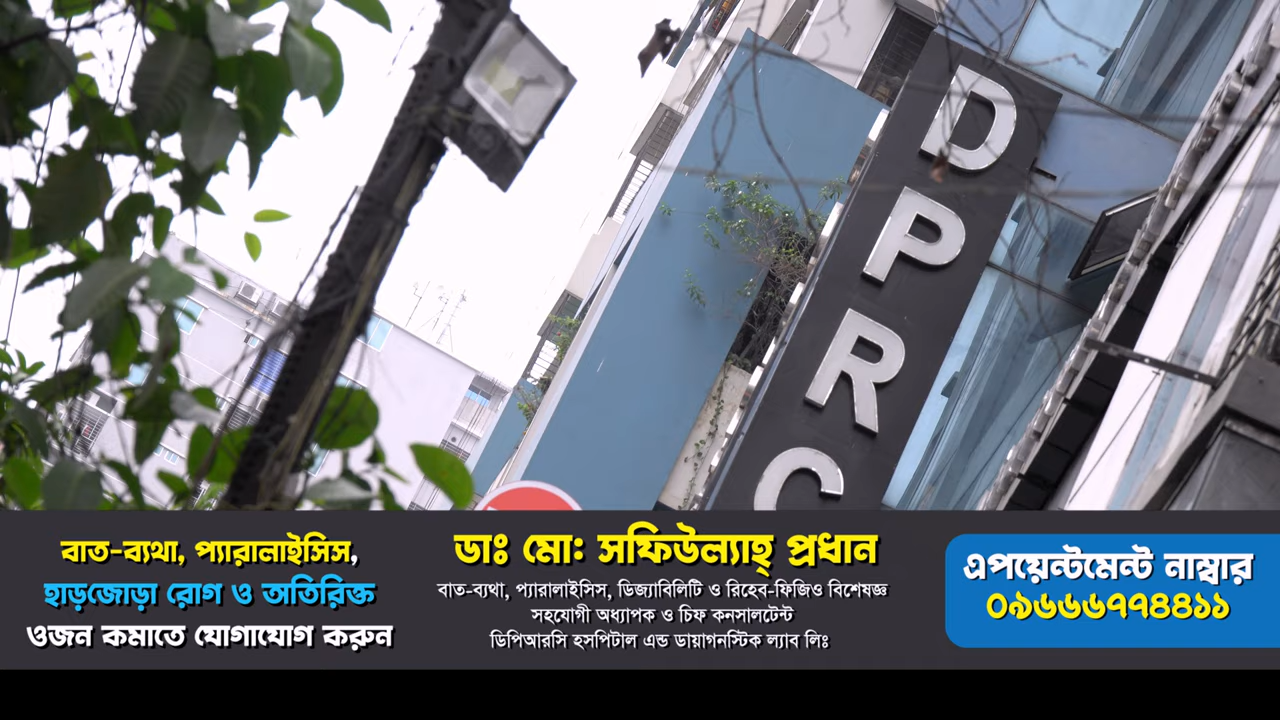 D
P
R
C
বাত-ব্যথা, প্যারালাইসিস,
হাড়জোড়া রোগ ও অতিরিক্ত
ওজন কমাতে যোগাযোগ করুন
ডাঃ মো: সফিউল্যাহ্ প্রধান
বাত-ব্যথা, প্যারালাইসিস, ডিজ্যাবিলিটি ও রিহেব-ফিজিও বিশেষজ্ঞ
সহযোগী অধ্যাপক ও চিফ কনসালটেন্ট
ডিপিআরসি হসপিটাল এন্ড ডায়াগনস্টিক ল্যাব লিঃ
এপয়েন্টমেন্ট নাম্বার
০৯৬৬৬৭৭৪৪১১